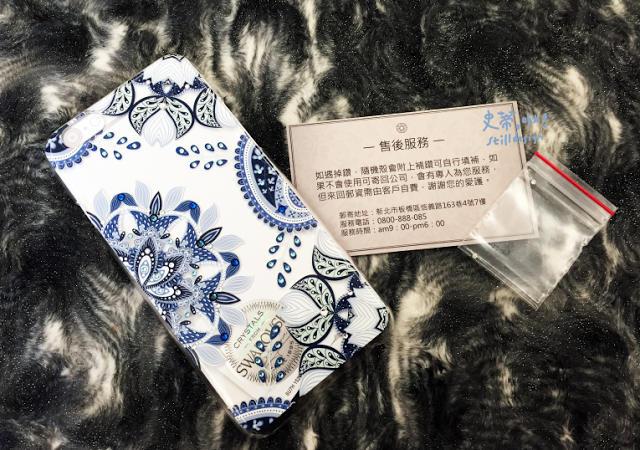 售後服務
如遇掉鑽，隨機殼會附上補鑽可自行填補，如
果不會使用可寄回公司，會有專人為您服務，
但來回郵資需由客戶自費，謝謝您的愛護。
郵寄地址：新北市板橋區信義路163巷4號7樓
服務電話：0800-888-085
服務時間：am9：00-pm6：00
stilldesign
CRYSTALS
FROM
SWAROVSKI